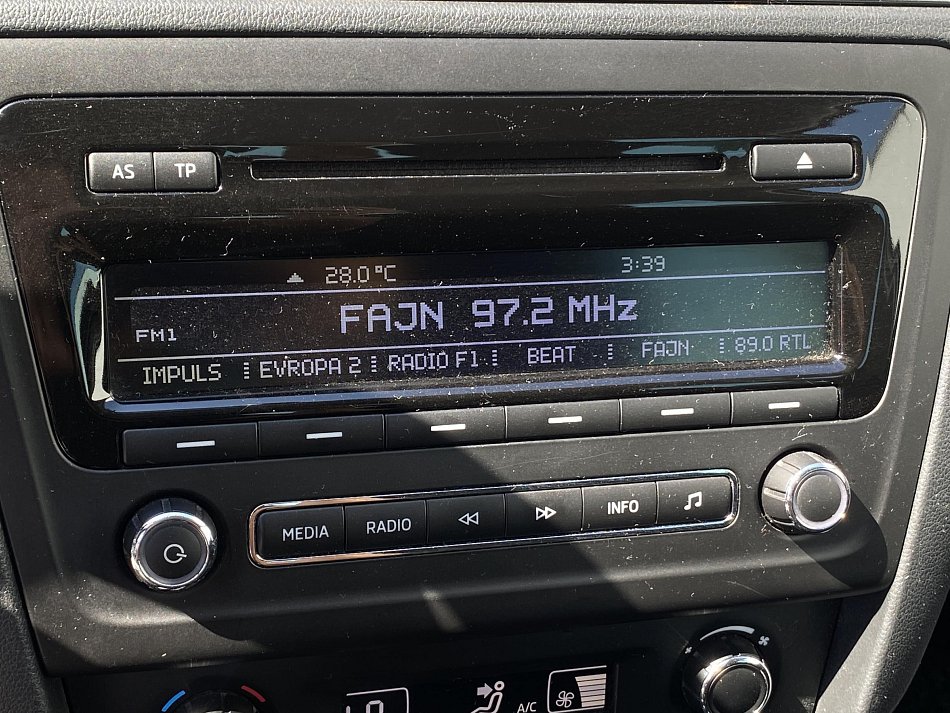 AS TP
28.0°C 3:39
FM1 FAJN 97.2 MHz
IMPULS EVROPA 2 RADIO F1 BEAT FAJN 89.0 RTL
MEDIA RADIO INFO
A/C